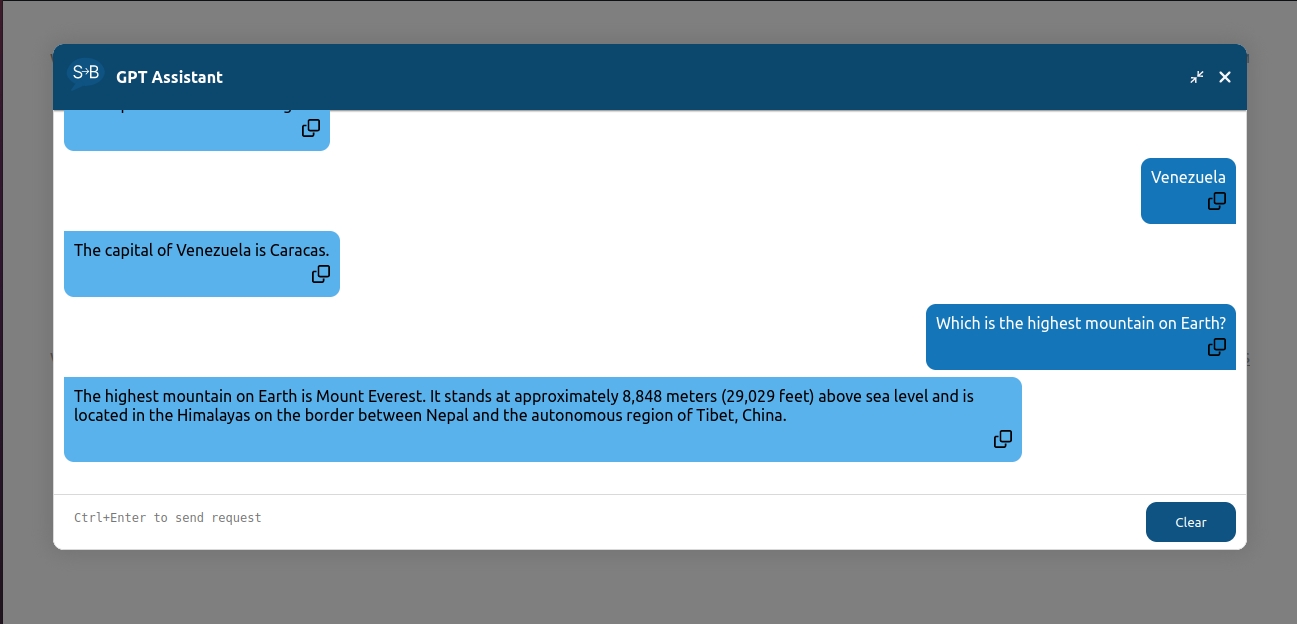 S→B
GPT Assistant
Venezuela
The capital of Venezuela is Caracas.
Which is the highest mountain on Earth?
The highest mountain on Earth is Mount Everest. It stands at approximately 8,848 meters (29,029 feet) above sea level and is
located in the Himalayas on the border between Nepal and the autonomous region of Tibet, China.
Ctrl+Enter to send request
Clear